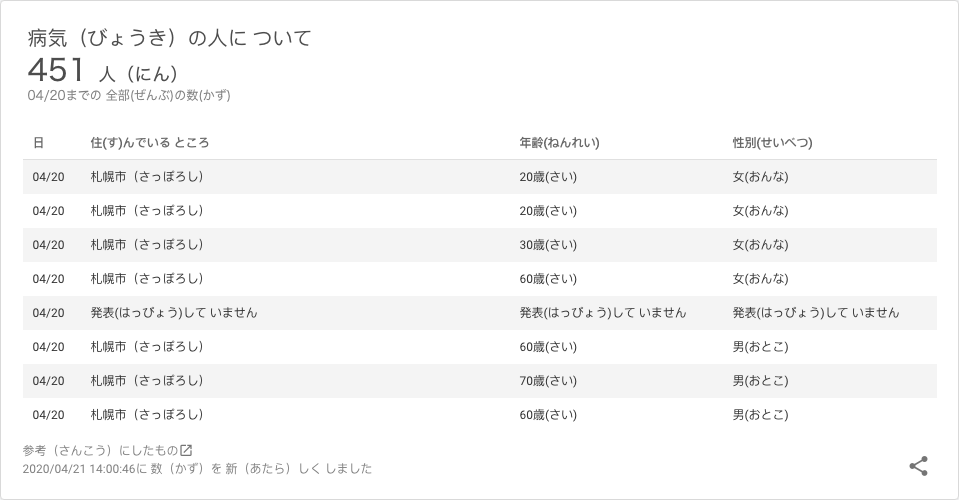 病気（びょうき）の人に ついて
451 人（にん）
04/20までの 全部(ぜんぶ)の数(かず)
日 住(す)んでいる ところ 年齢(ねんれい) 性別(せいべつ)
04/20 札幌市（さっぽろし） 20歳(さい) 女(おんな)
04/20 札幌市（さっぽろし） 20歳(さい) 女(おんな)
04/20 札幌市（さっぽろし） 30歳(さい) 女(おんな)
04/20 札幌市（さっぽろし） 60歳(さい) 女(おんな)
04/20 発表(はっぴょう)して いません 発表(はっぴょう)して いません 発表(はっぴょう)して いません
04/20 札幌市（さっぽろし） 60歳(さい) 男(おとこ)
04/20 札幌市（さっぽろし） 70歳(さい) 男(おとこ)
04/20 札幌市（さっぽろし） 60歳(さい) 男(おとこ)
参考（さんこう）にしたもの
2020/04/21 14:00:46に 数（かず）を 新（あたら）しく しました